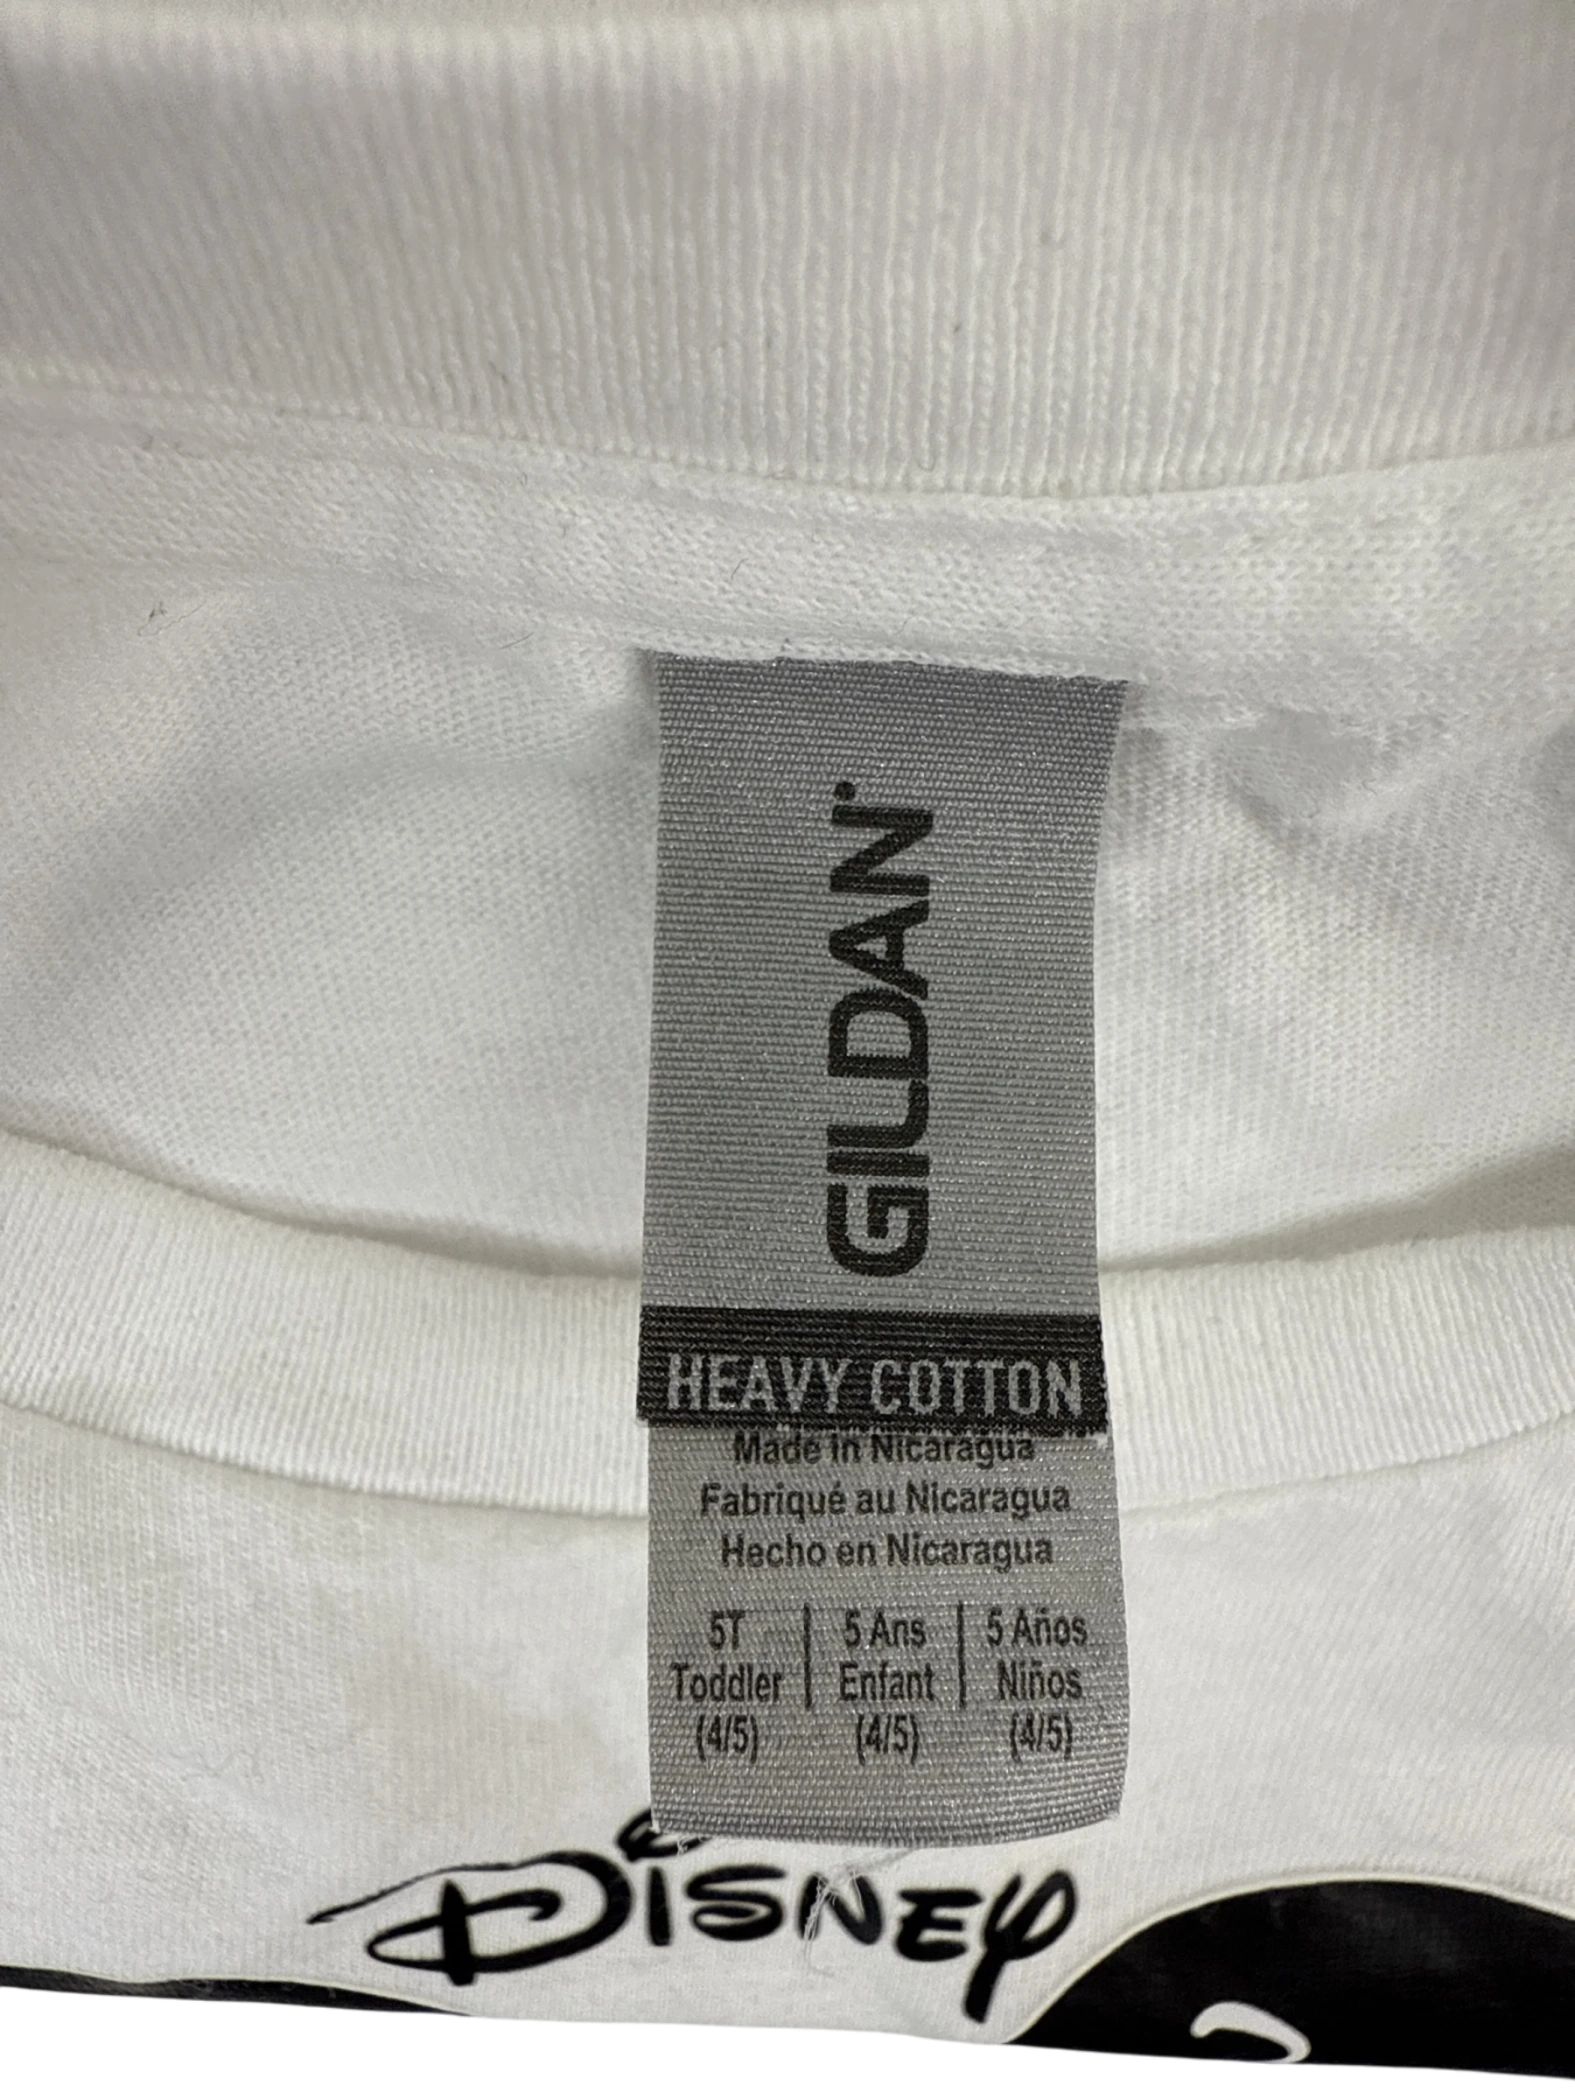 GILDAN
HEAVY COTTON
Made in Nicaragua
Fabriqué au Nicaragua
Hecho en Nicaragua
5T | 5 Ans | 5 Años
Toddler | Enfant | Niños
(4/5) (4/5) (4/5)
Disney